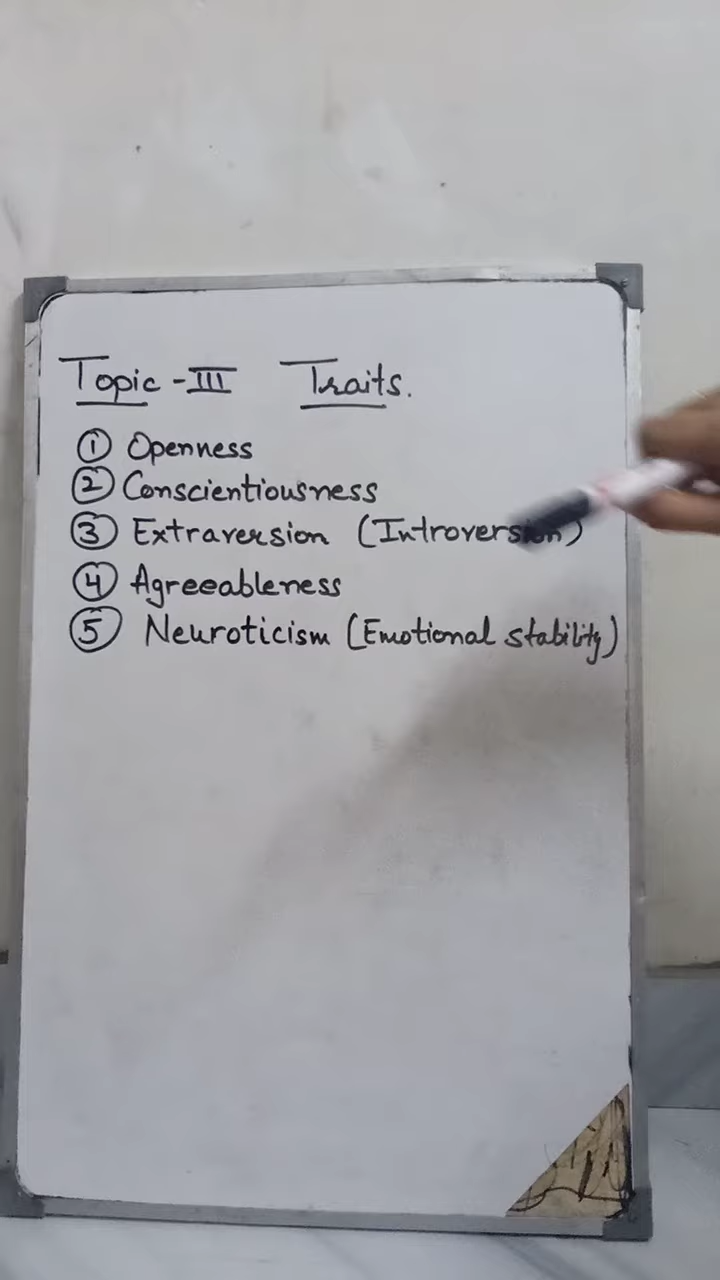 Topic - III Traits.
① Openness
② Conscientiousness
③ Extraversion (Introversion)
④ Agreeableness
⑤ Neuroticism (Emotional stability)